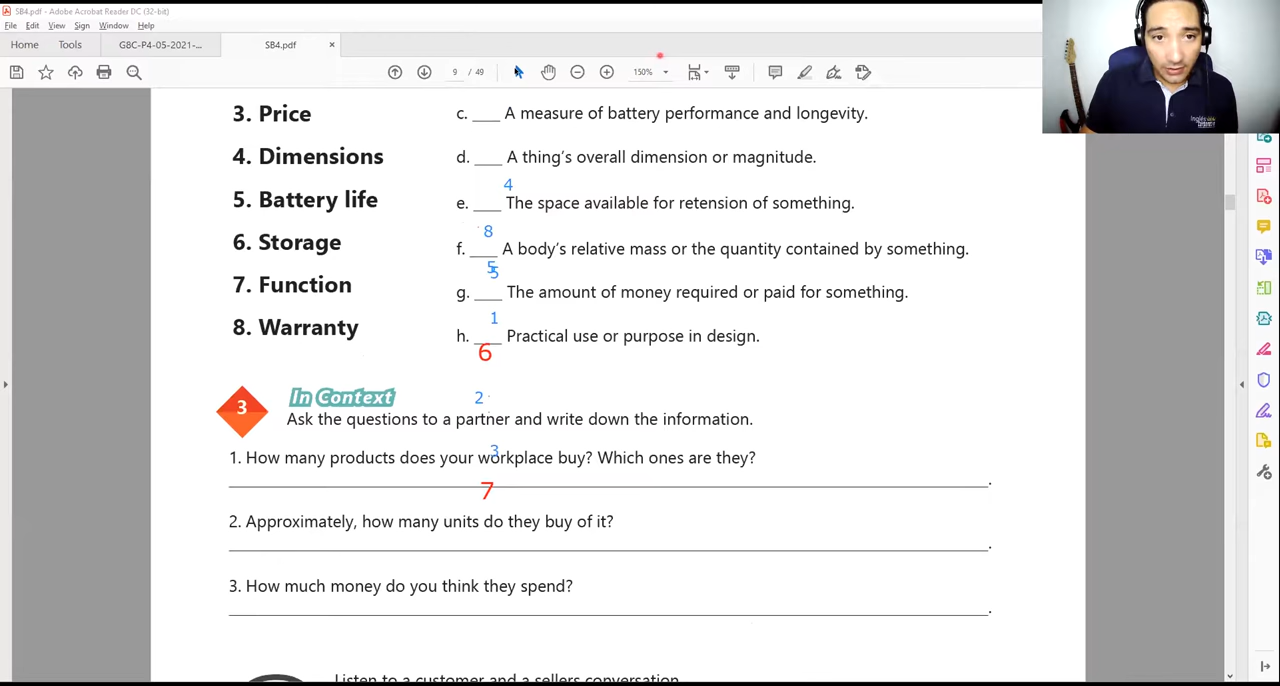 SB4.pdf - Adobe Acrobat Reader DC (32-bit)
File Edit View Sign Window Help
Home Tools GBC-P4-05-2021-... SB4.pdf ×
9 / 49 150%
3. Price
c. ___ A measure of battery performance and longevity.
4. Dimensions
d. ___ A thing's overall dimension or magnitude.
4
5. Battery life
e. ___ The space available for retension of something.
8
6. Storage
f. ___ A body's relative mass or the quantity contained by something.
5
5
7. Function
g. ___ The amount of money required or paid for something.
1
8. Warranty
h. ___ Practical use or purpose in design.
6
3
In Context
2
Ask the questions to a partner and write down the information.
3
1. How many products does your workplace buy? Which ones are they?
7
2. Approximately, how many units do they buy of it?
3. How much money do you think they spend?
Listen to a customer and a sellers conversation